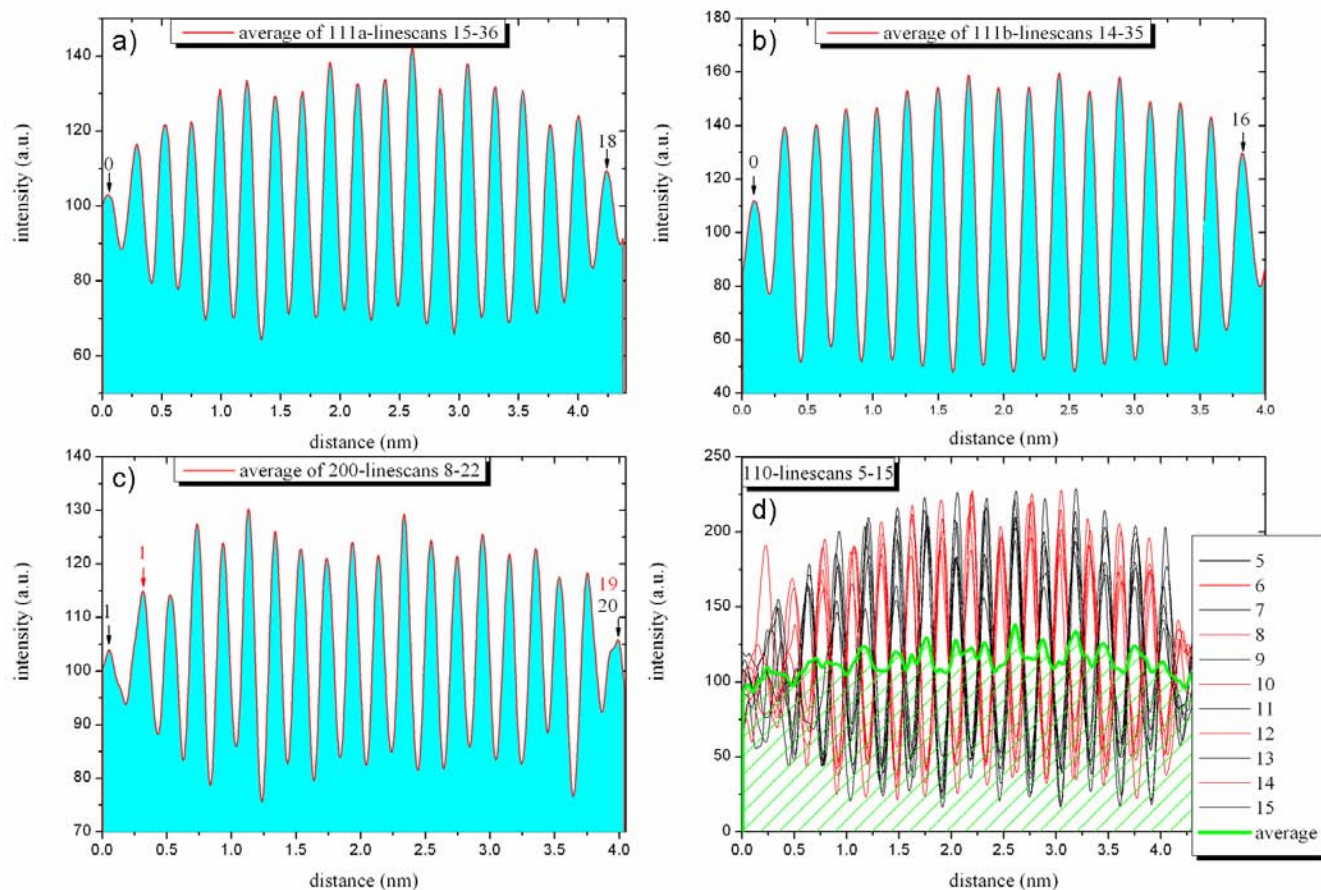 a)
average of 111a-linescans 15-36
0
18
140
120
100
80
60
intensity (a.u.)
0.0 0.5 1.0 1.5 2.0 2.5 3.0 3.5 4.0
distance (nm)
b)
average of 111b-linescans 14-35
0
16
180
160
140
120
100
80
60
40
intensity (a.u.)
0.0 0.5 1.0 1.5 2.0 2.5 3.0 3.5 4.0
distance (nm)
c)
average of 200-linescans 8-22
1
1
19
20
140
130
120
110
100
90
80
70
intensity (a.u.)
0.0 0.5 1.0 1.5 2.0 2.5 3.0 3.5 4.0
distance (nm)
110-linescans 5-15
d)
250
200
150
100
50
0
intensity (a.u.)
0.0 0.5 1.0 1.5 2.0 2.5 3.0 3.5 4.0
distance (nm)
5
6
7
8
9
10
11
12
13
14
15
average